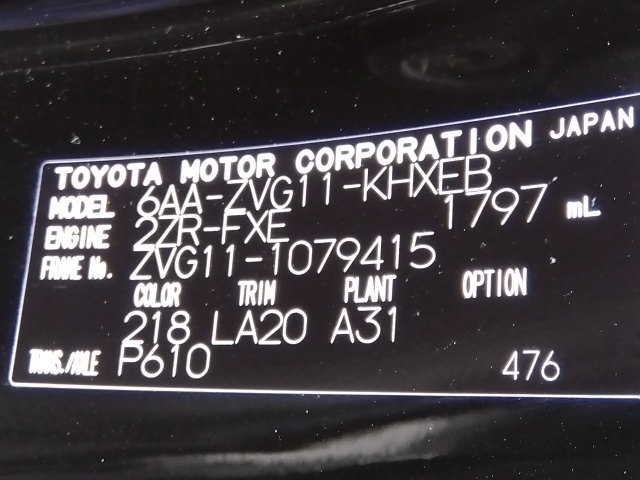 TOYOTA MOTOR CORPORATION JAPAN
MODEL 6AA-ZVG11-KHXEB
ENGINE 2ZR-FXE 1797 mL
FRAME No. ZVG11-1079415
COLOR TRIM PLANT OPTION
218 LA20 A31
TRANS./AXLE P610 476